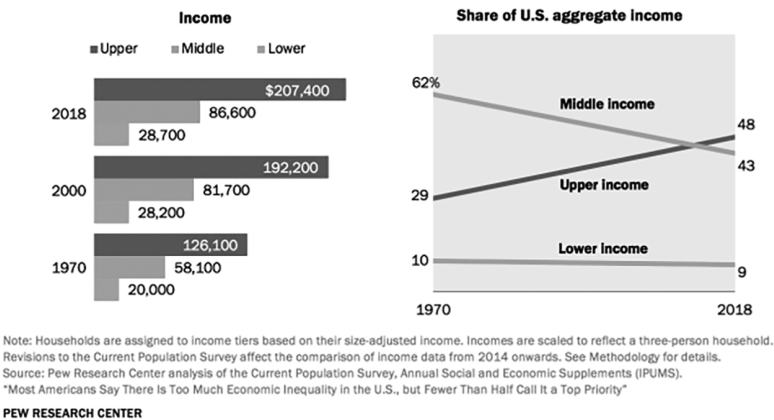 Income
Upper Middle Lower
2018
$207,400
86,600
28,700
2000
192,200
81,700
28,200
1970
126,100
58,100
20,000
Share of U.S. aggregate income
62%
Middle income
48
43
29
Upper income
10
Lower income
9
1970 2018
Note: Households are assigned to income tiers based on their size-adjusted income. Incomes are scaled to reflect a three-person household.
Revisions to the Current Population Survey affect the comparison of income data from 2014 onwards. See Methodology for details.
Source: Pew Research Center analysis of the Current Population Survey, Annual Social and Economic Supplements (IPUMS).
“Most Americans Say There Is Too Much Economic Inequality in the U.S., but Fewer Than Half Call It a Top Priority”
PEW RESEARCH CENTER